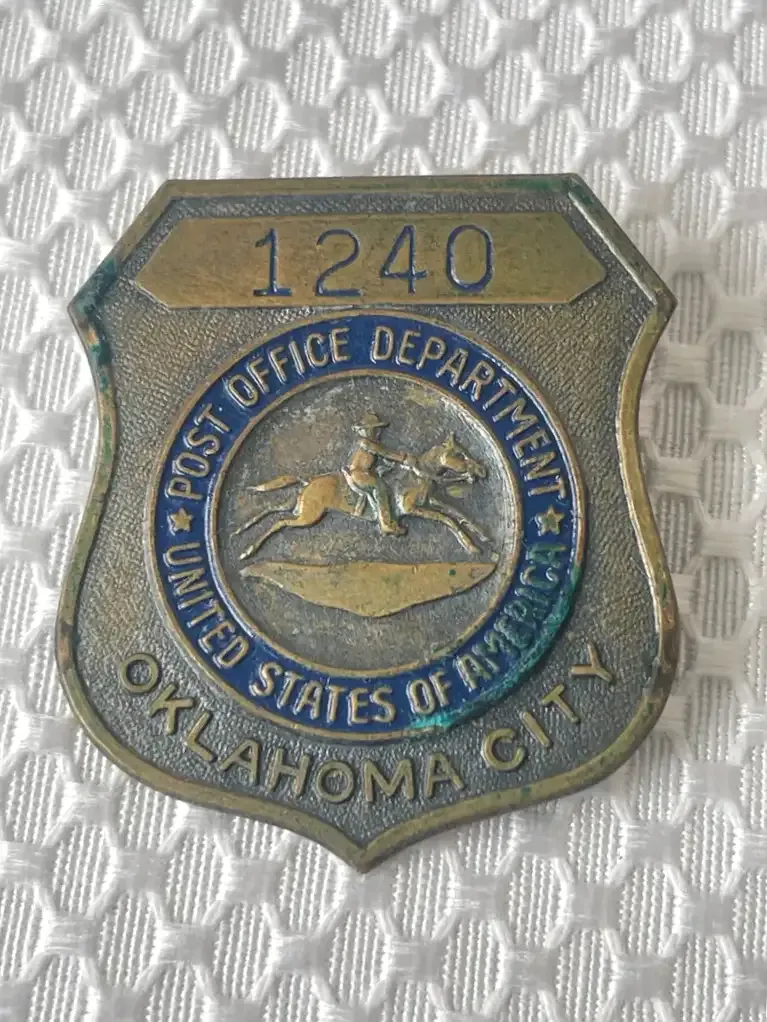 1240
POST OFFICE DEPARTMENT
UNITED STATES OF AMERICA
OKLAHOMA CITY